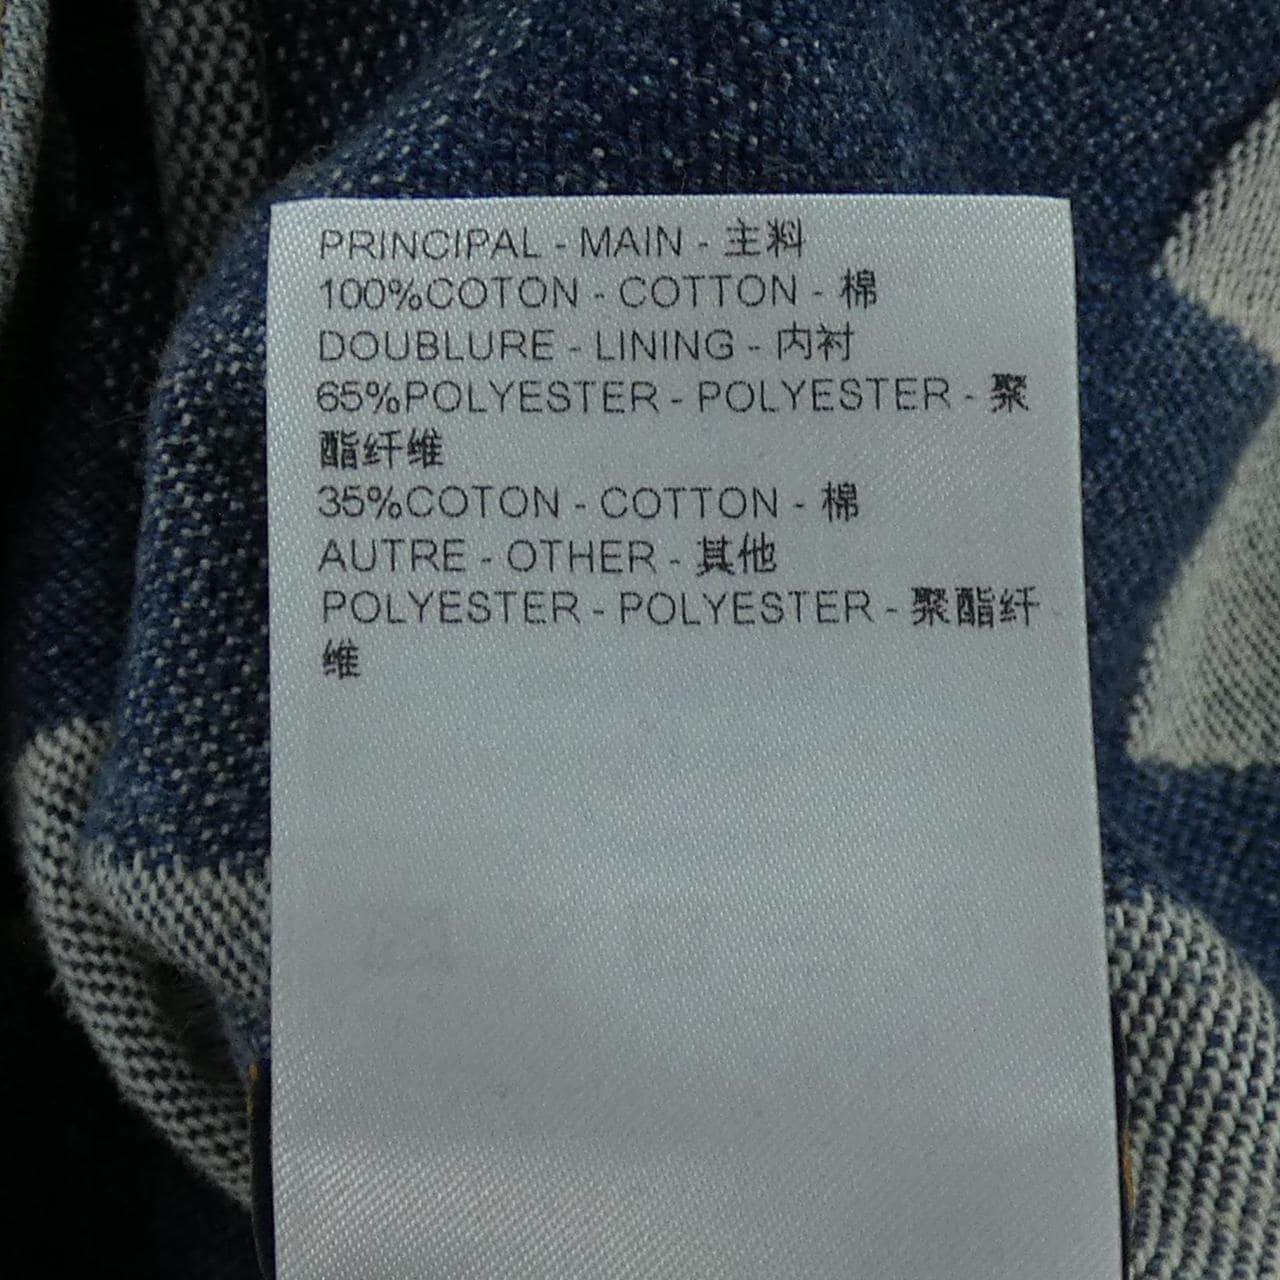 PRINCIPAL - MAIN - 主料
100%COTON - COTTON - 棉
DOUBLURE - LINING - 内衬
65%POLYESTER - POLYESTER - 聚
酯纤维
35%COTON - COTTON - 棉
AUTRE - OTHER - 其他
POLYESTER - POLYESTER - 聚酯纤
维